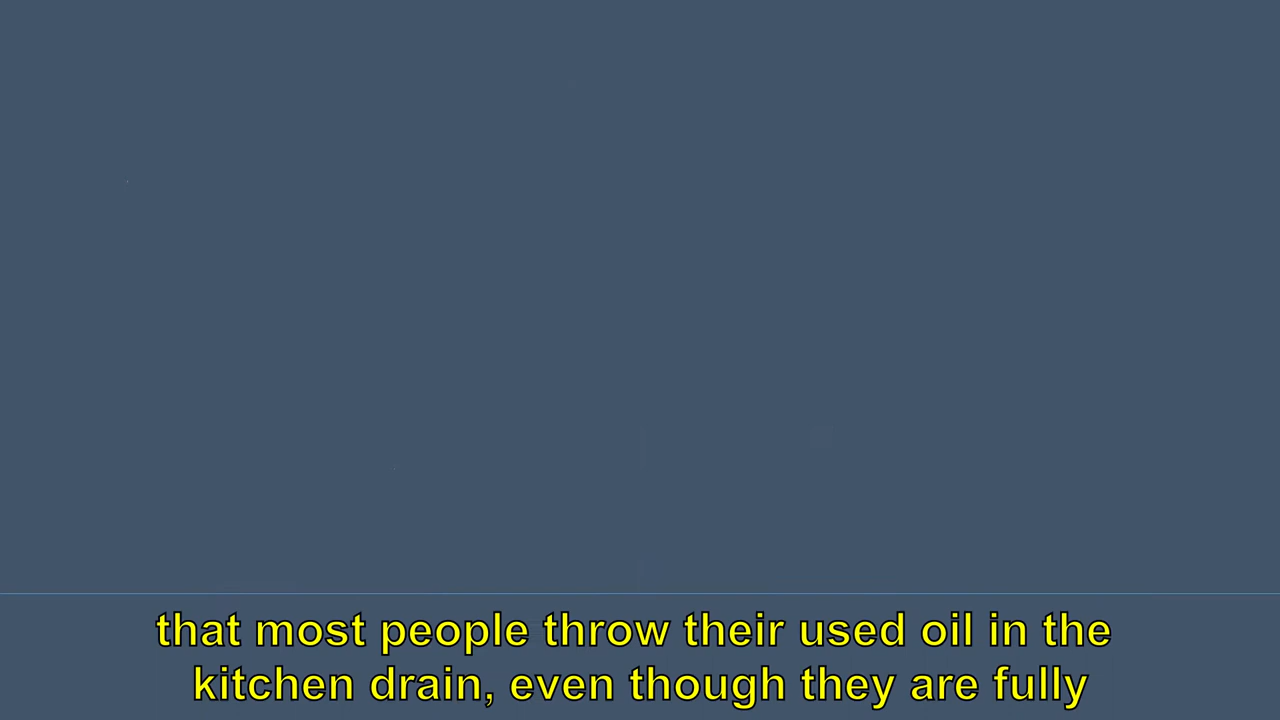 that most people throw their used oil in the
kitchen drain, even though they are fully